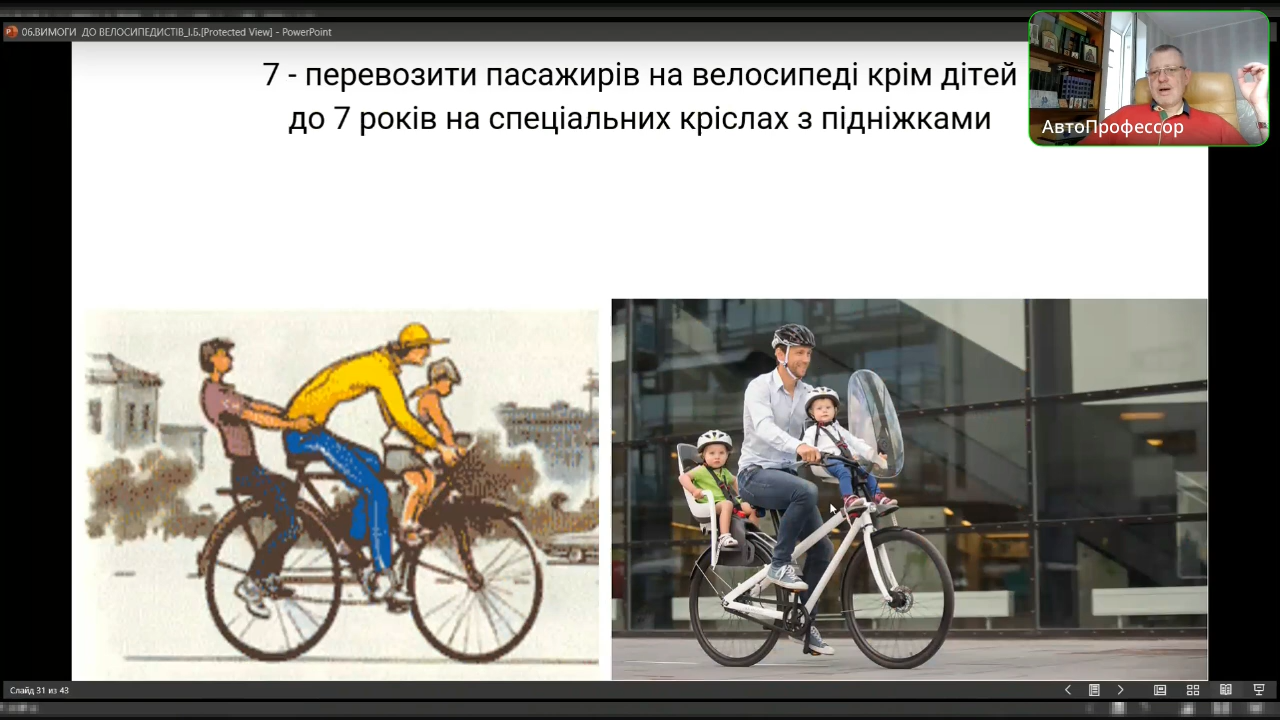 06.ВИМОГИ ДО ВЕЛОСИПЕДИСТІВ_І.Б.[Protected View] - PowerPoint
7 - перевозити пасажирів на велосипеді крім дітей
до 7 років на спеціальних кріслах з підніжками
АвтоПрофессор
Слайд 31 из 43